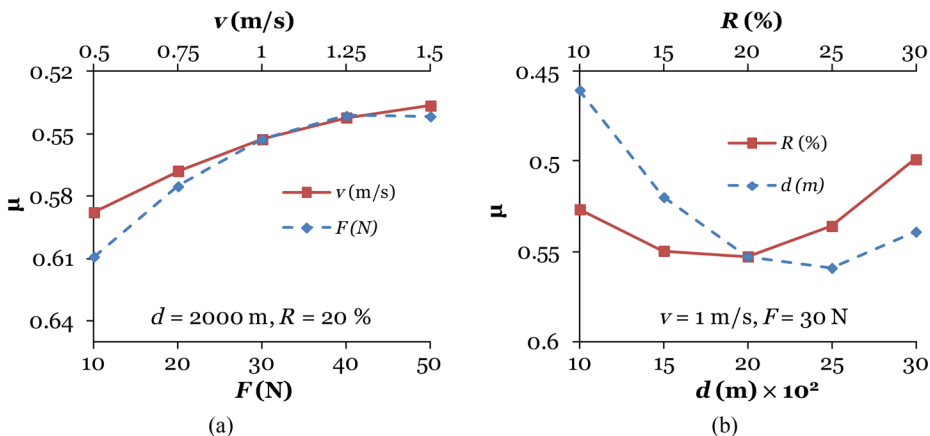 v (m/s)
0.5 0.75 1 1.25 1.5
0.52
0.55
0.58
0.61
0.64
μ
v (m/s)
F (N)
d = 2000 m, R = 20 %
10 20 30 40 50
F (N)
(a)
R (%)
10 15 20 25 30
0.45
0.5
0.55
0.6
μ
R (%)
d (m)
v = 1 m/s, F = 30 N
10 15 20 25 30
d (m) × 10²
(b)